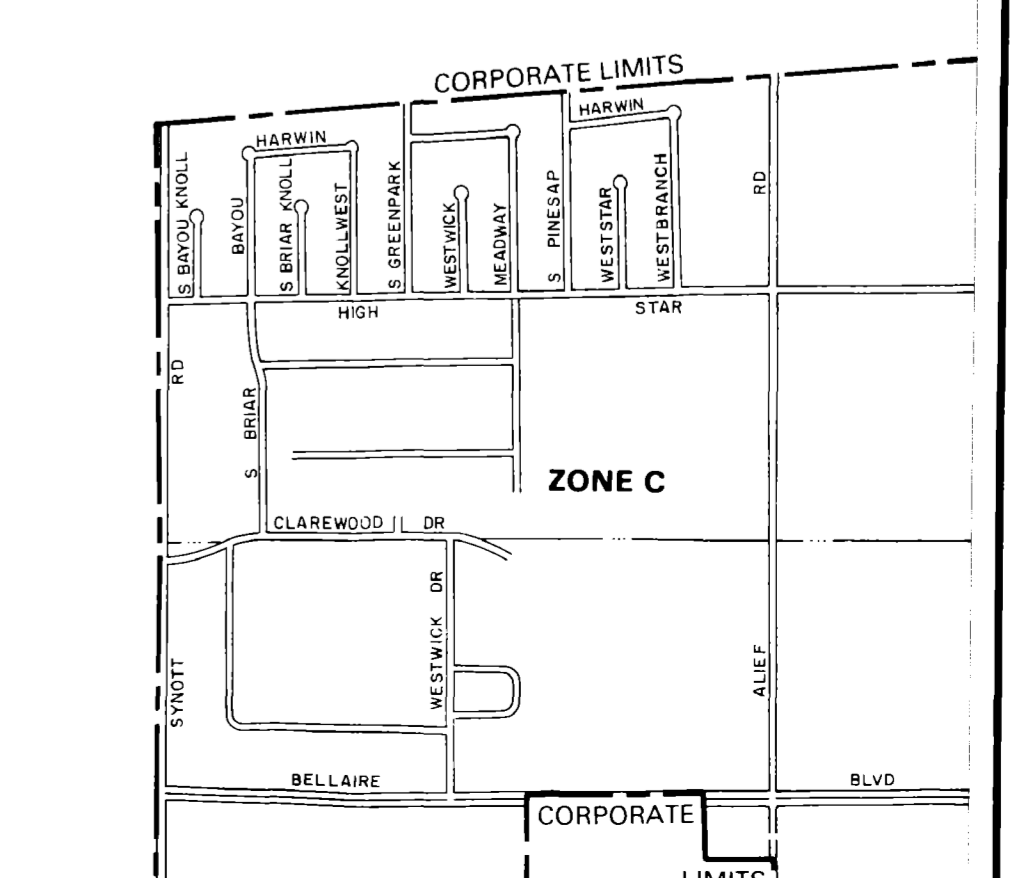 CORPORATE LIMITS
HARWIN
HARWIN
S BAYOU KNOLL
BAYOU
S BRIAR KNOLL
KNOLLWEST
S GREENPARK
WESTWICK
MEADWAY
S PINESAP
WESTSTAR
WESTBRANCH
RD
HIGH STAR
RD
S BRIAR
ZONE C
CLAREWOOD DR
WESTWICK DR
SYNOTT
ALIEF
BELLAIRE BLVD
CORPORATE
LIMITS